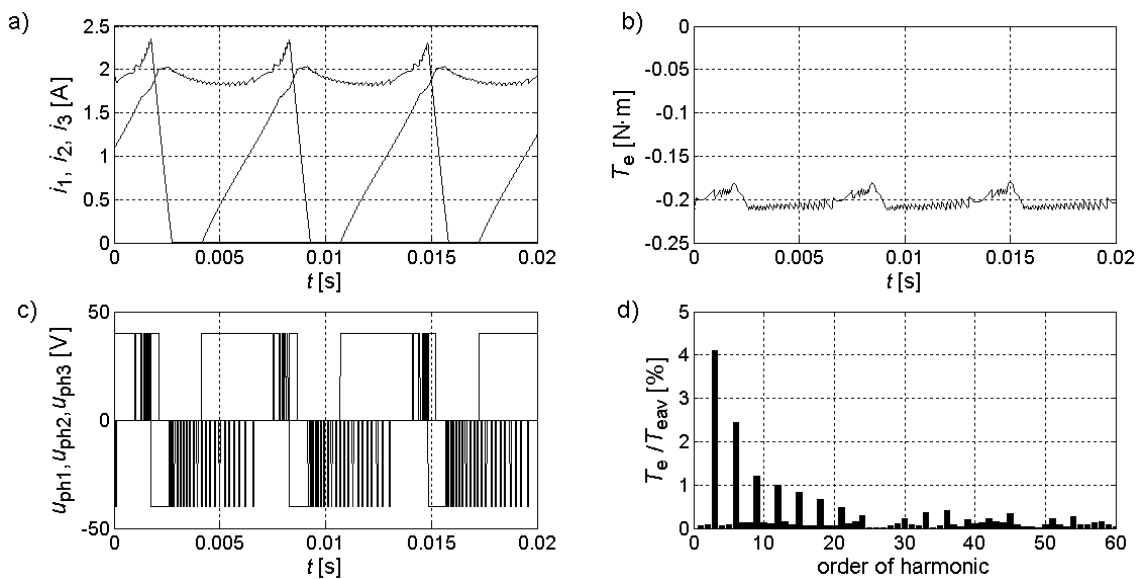 a)
2.5
2
1.5
1
0.5
0
i1, i2, i3 [A]
0 0.005 0.01 0.015 0.02
t [s]
b)
0
-0.05
-0.1
-0.15
-0.2
-0.25
Te [N·m]
0 0.005 0.01 0.015 0.02
t [s]
c)
50
0
-50
uph1, uph2, uph3 [V]
0 0.005 0.01 0.015 0.02
t [s]
d)
5
4
3
2
1
0
Te /Teav [%]
0 10 20 30 40 50 60
order of harmonic